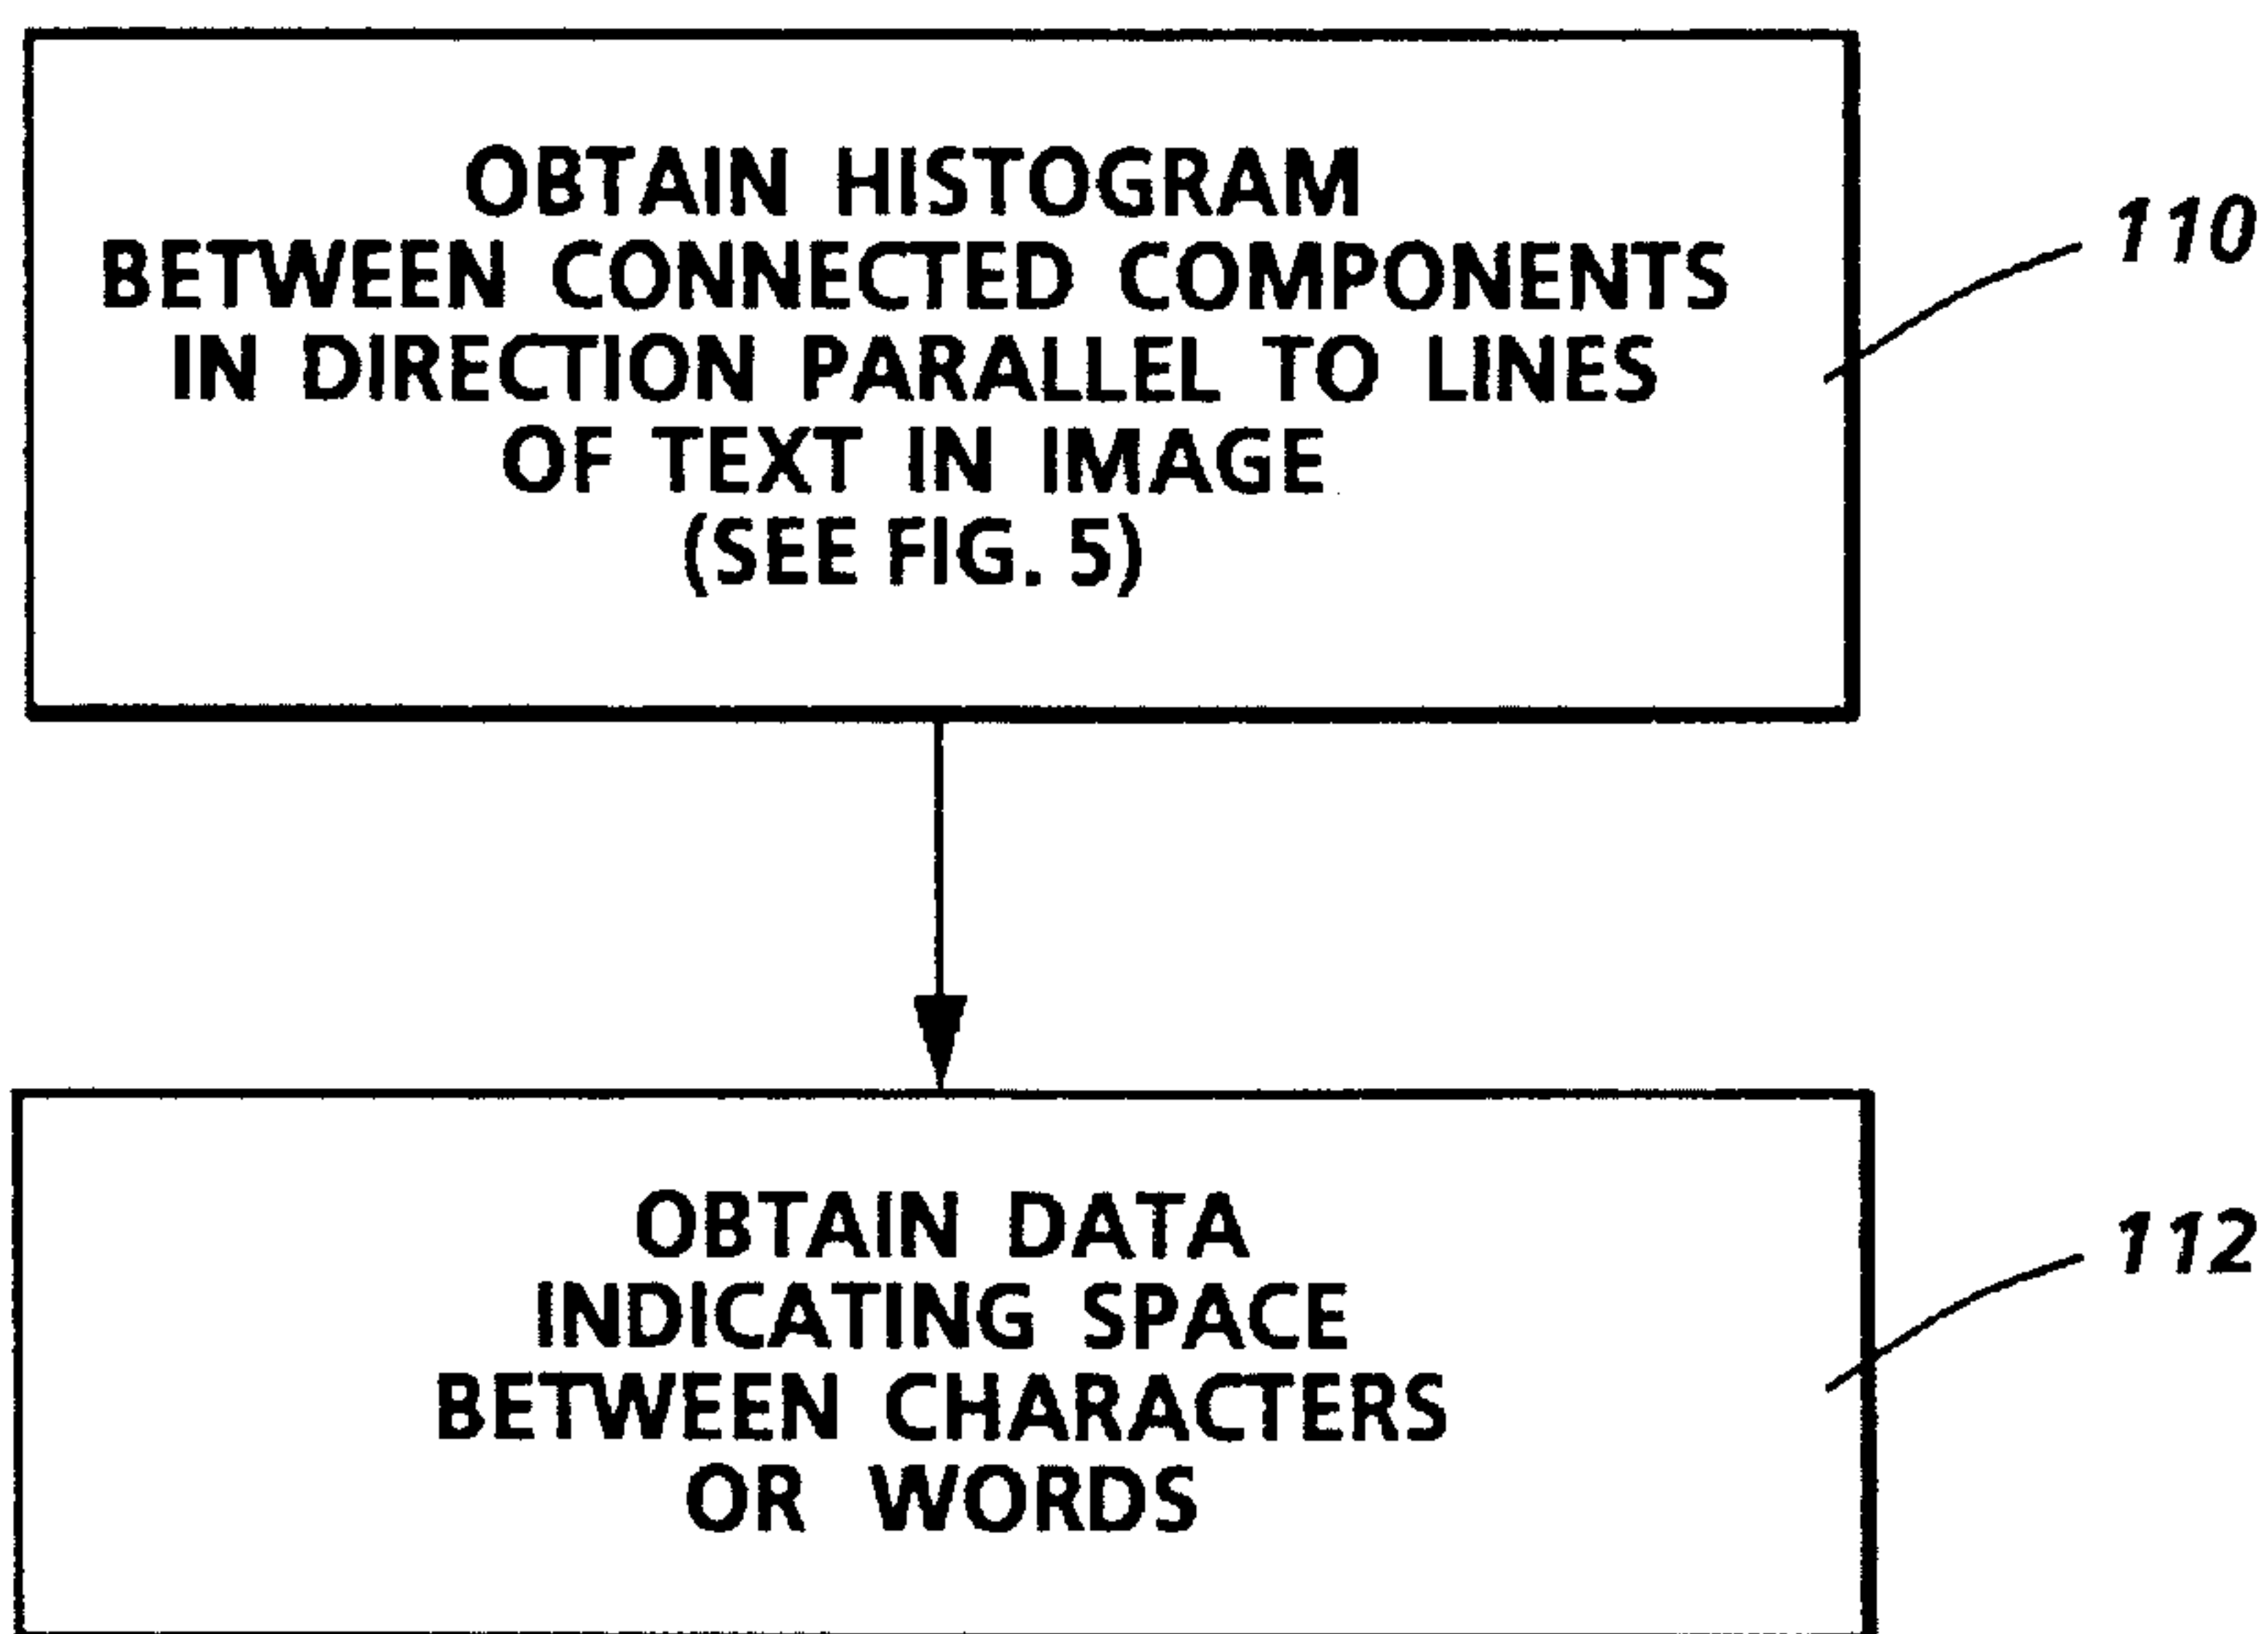 OBTAIN HISTOGRAM
BETWEEN CONNECTED COMPONENTS
IN DIRECTION PARALLEL TO LINES
OF TEXT IN IMAGE
(SEE FIG. 5)
110
OBTAIN DATA
INDICATING SPACE
BETWEEN CHARACTERS
OR WORDS
112